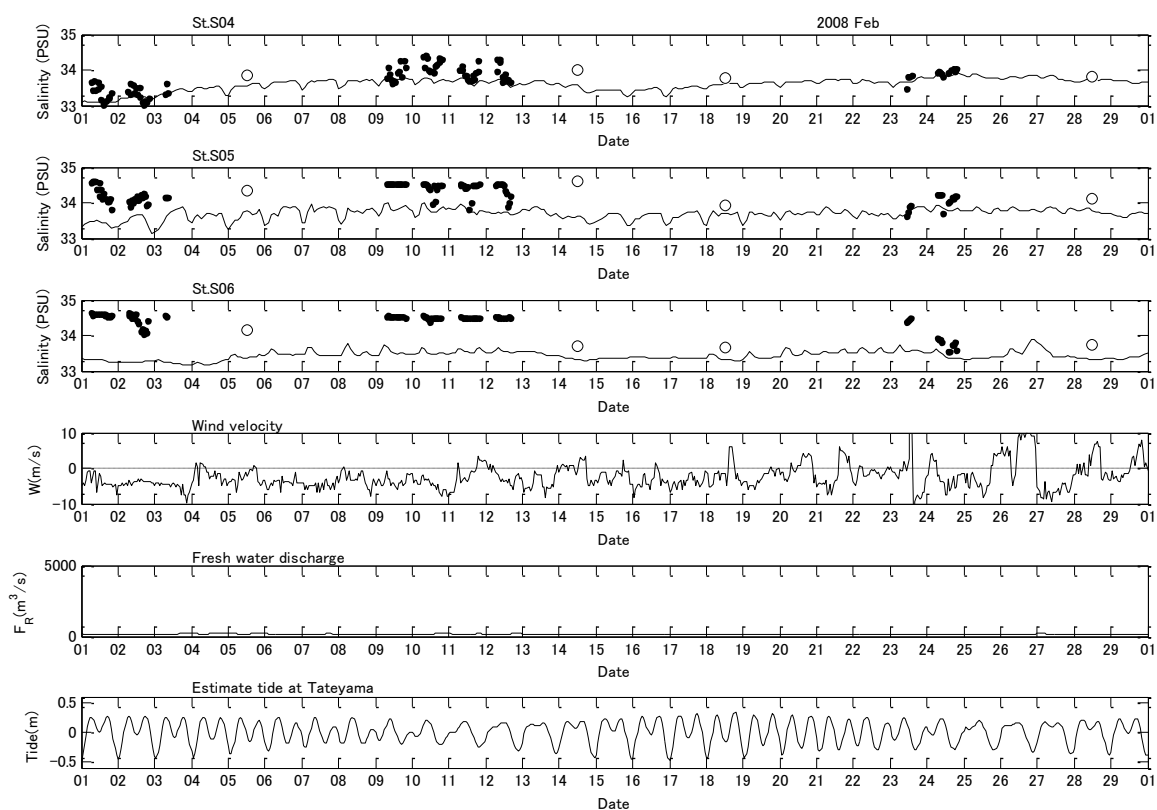 St.S04 2008 Feb
35
34
33
Salinity (PSU)
01 02 03 04 05 06 07 08 09 10 11 12 14 15 16 17 18 19 20 21 22 23 24 25 26 27 28 29 01
Date
St.S05
35
34
33
Salinity (PSU)
01 02 03 04 05 06 07 08 09 10 11 12 14 15 16 17 18 19 20 21 22 23 24 25 26 27 28 29 01
Date
St.S06
35
34
33
Salinity (PSU)
01 02 03 04 05 06 07 08 09 10 11 12 13 14 15 16 17 18 19 20 21 22 23 24 25 26 27 28 29 01
Date
Wind velocity
10
0
-10
W(m/s)
01 02 03 04 05 06 07 08 09 10 11 12 13 14 15 16 17 18 19 20 21 22 23 24 25 26 27 28 29 01
Date
Fresh water discharge
5000
0
F_R(m^3/s)
01 02 03 04 05 06 07 08 09 10 11 12 13 14 15 16 17 18 19 20 21 22 23 24 25 26 27 28 29 01
Date
Estimate tide at Tateyama
0.5
0
-0.5
Tide(m)
01 02 03 04 05 06 07 08 09 10 11 12 13 14 15 16 17 18 19 20 21 22 23 24 25 26 27 28 29 01
Date